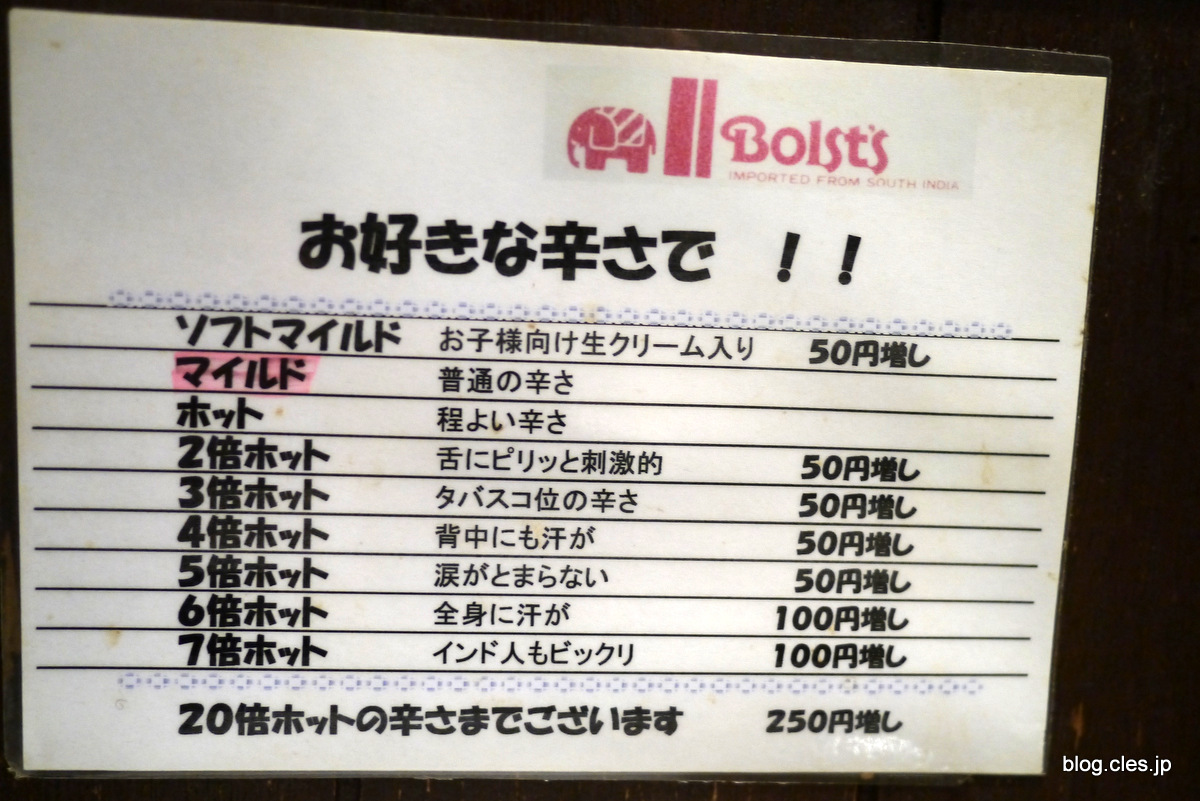 Bolst's
IMPORTED FROM SOUTH INDIA
お好きな辛さで ！！
ソフトマイルド お子様向け生クリーム入り 50円増し
マイルド 普通の辛さ
ホット 程よい辛さ
2倍ホット 舌にピリッと刺激的 50円増し
3倍ホット タバスコ位の辛さ 50円増し
4倍ホット 背中にも汗が 50円増し
5倍ホット 涙がとまらない 50円増し
6倍ホット 全身に汗が 100円増し
7倍ホット インド人もビックリ 100円増し
20倍ホットの辛さまでございます 250円増し
blog.cles.jp